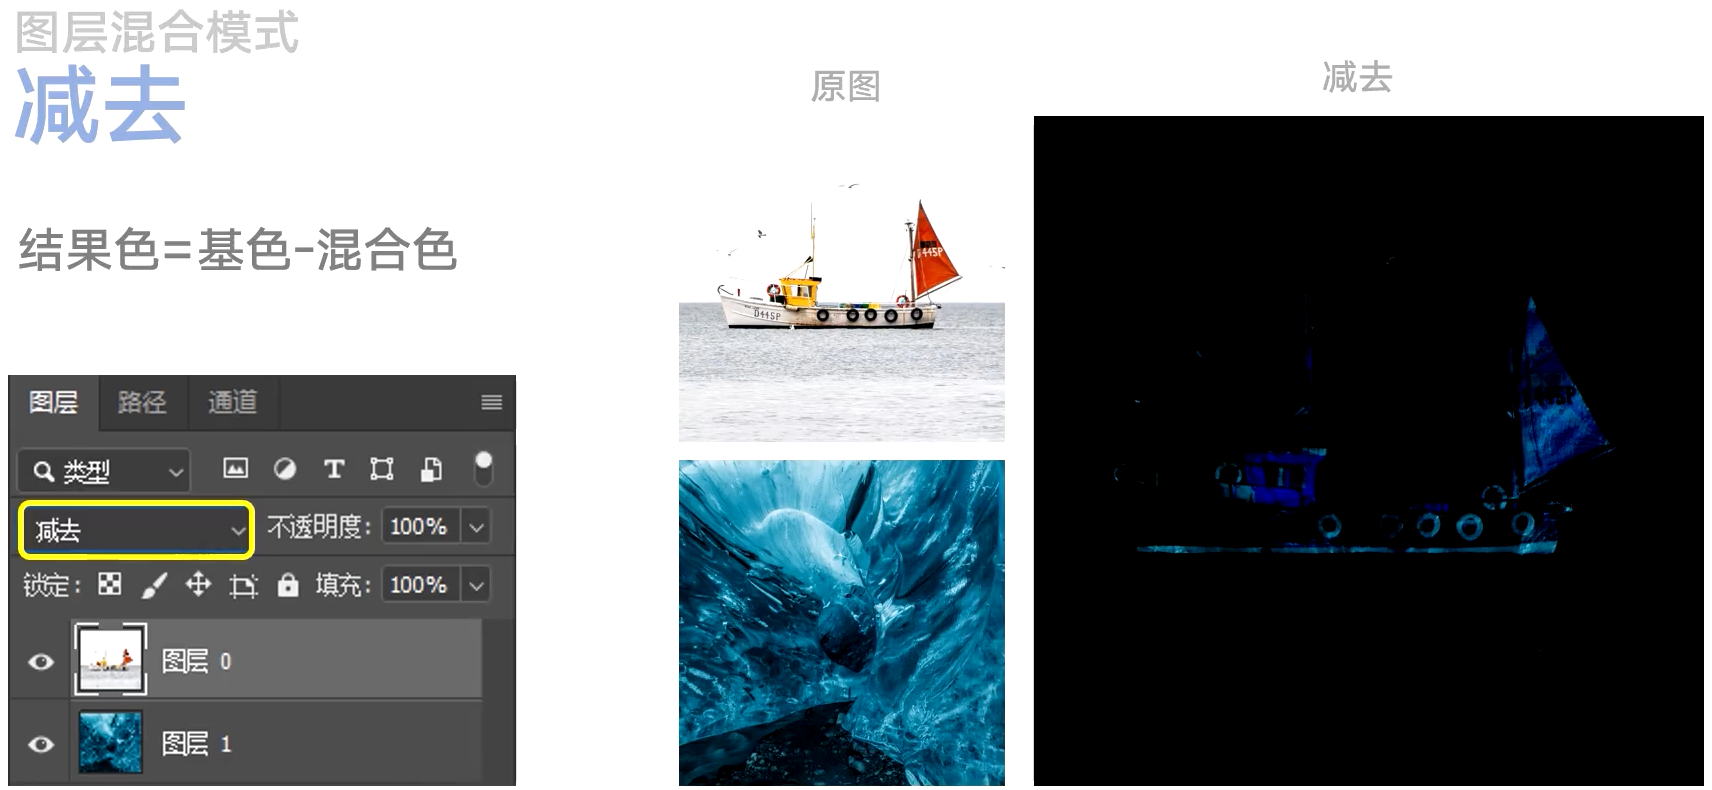 图层混合模式
减去
结果色=基色-混合色
原图
减去
D44SP
D44SP
图层 路径 通道
类型
减去 不透明度: 100%
锁定: 填充: 100%
图层 0
图层 1